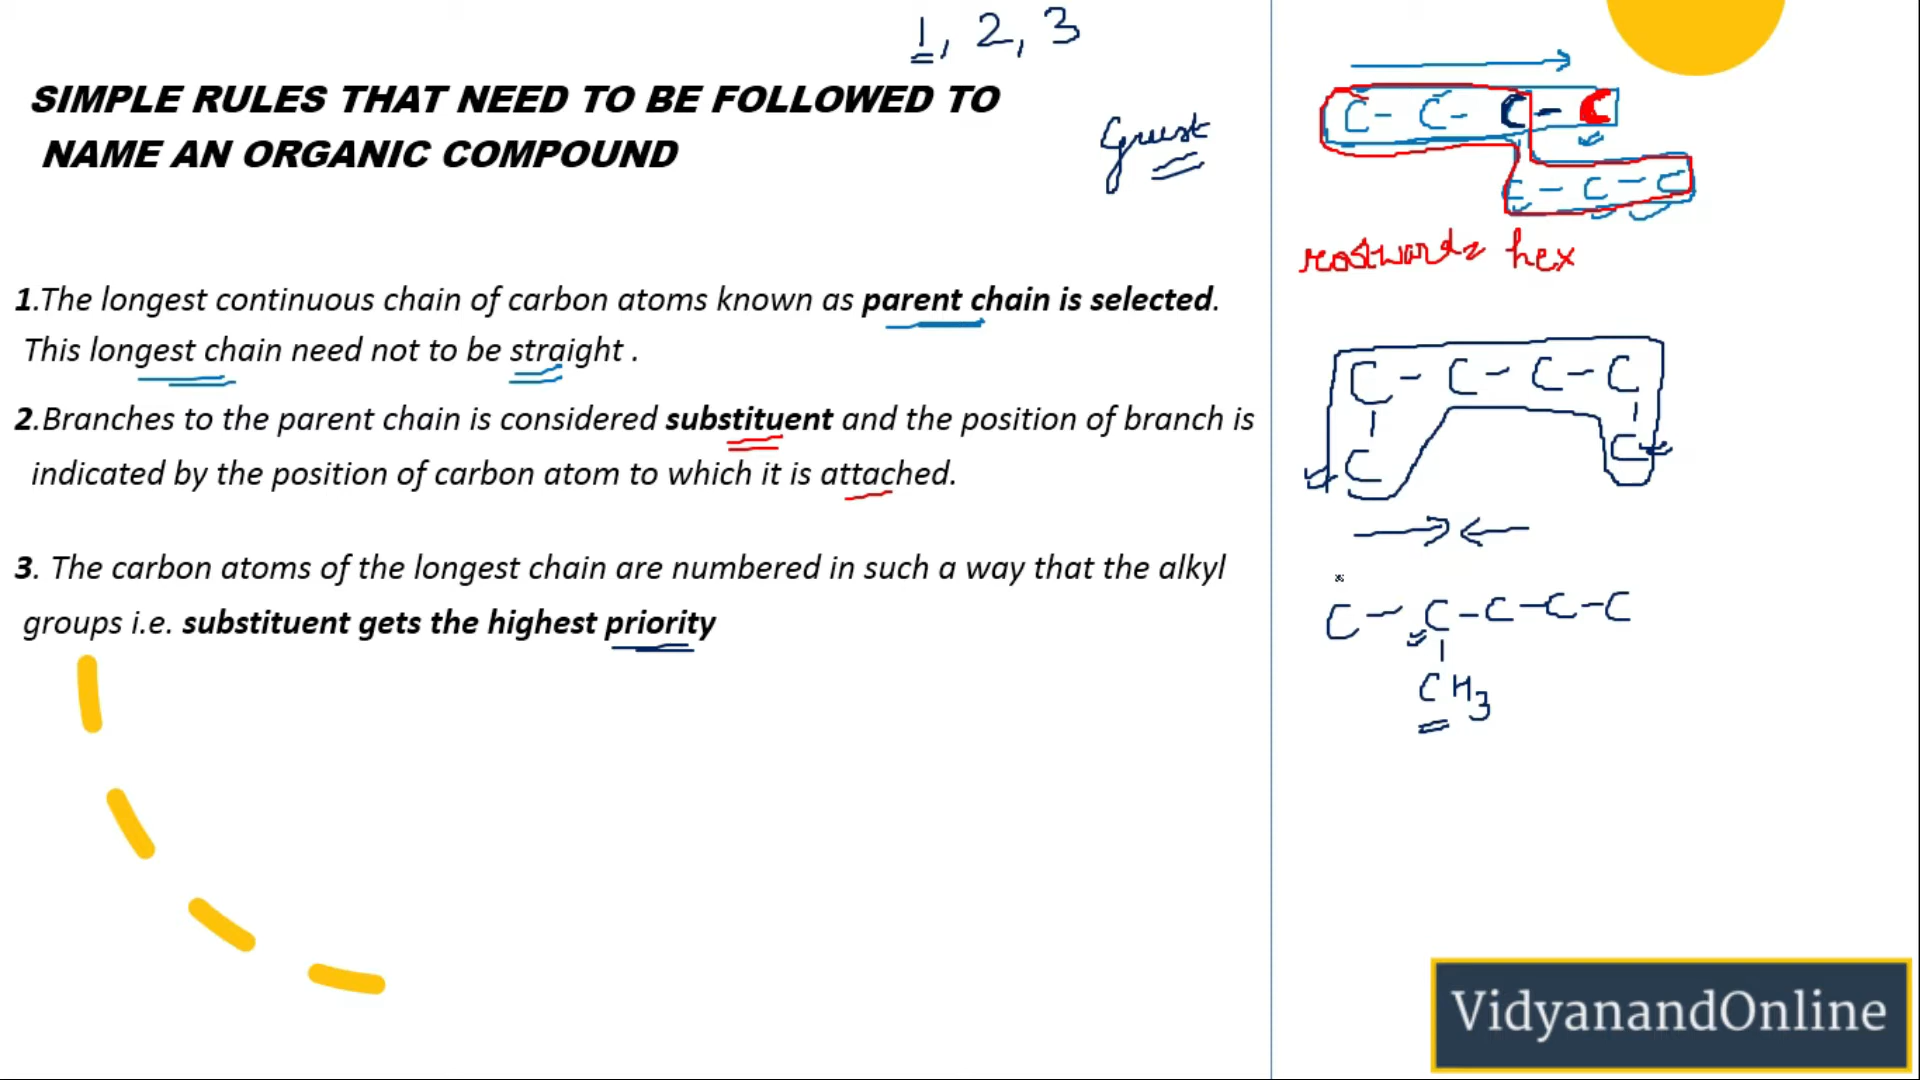 1, 2, 3
SIMPLE RULES THAT NEED TO BE FOLLOWED TO
NAME AN ORGANIC COMPOUND
1.The longest continuous chain of carbon atoms known as parent chain is selected.
This longest chain need not to be straight .
2.Branches to the parent chain is considered substituent and the position of branch is
indicated by the position of carbon atom to which it is attached.
3. The carbon atoms of the longest chain are numbered in such a way that the alkyl
groups i.e. substituent gets the highest priority
C - C - C - C
C - C - C
hex
C - C - C - C
C C
C - C - C - C - C
CH3
VidyanandOnline